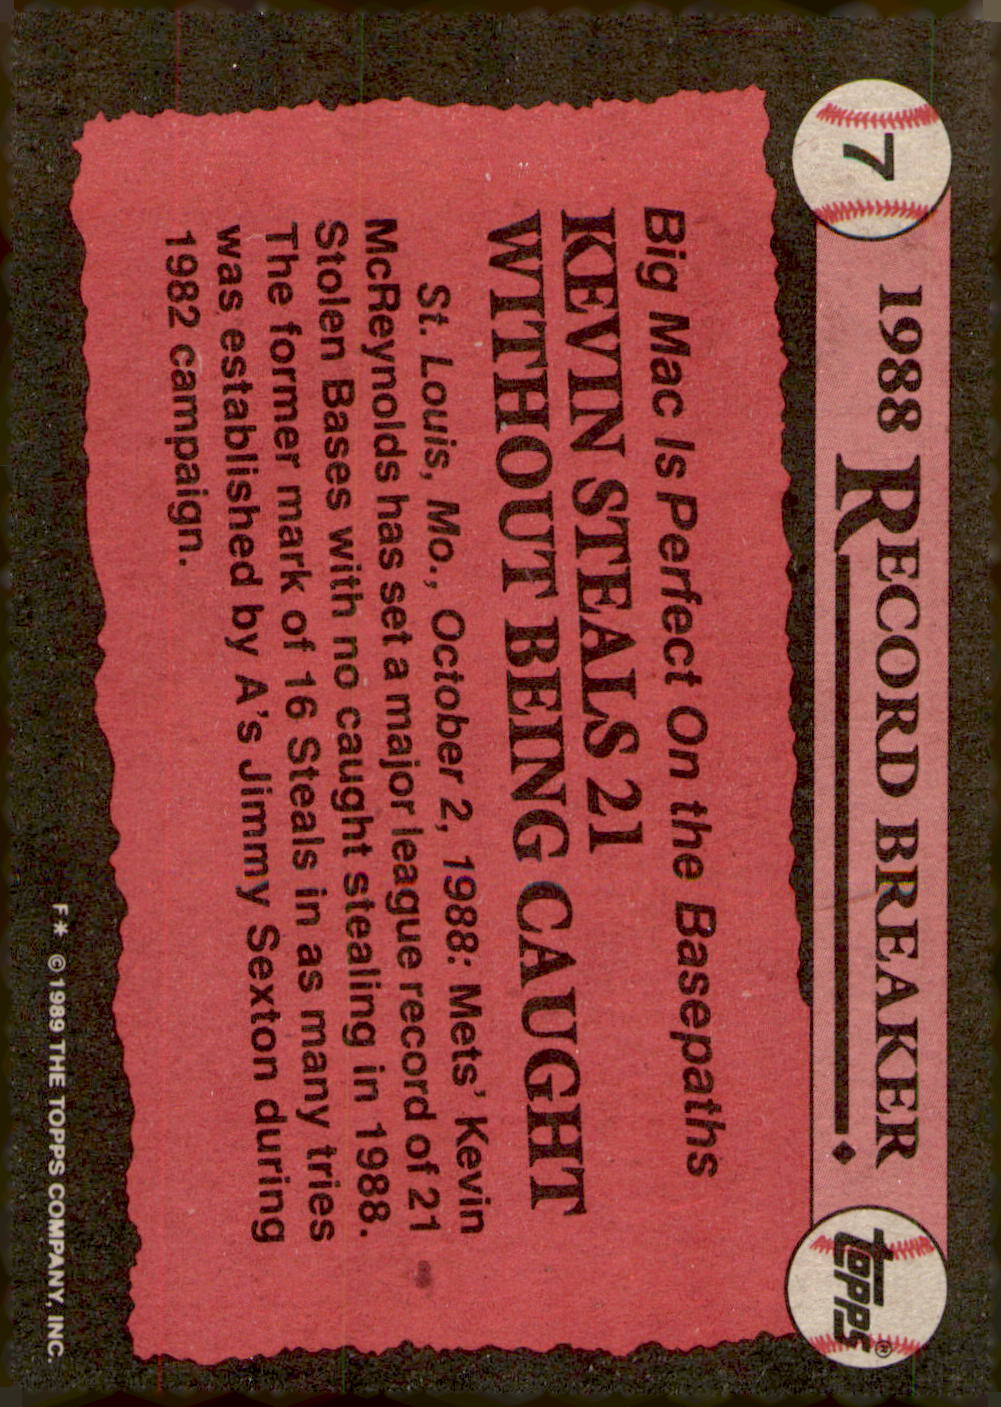 7
1988 RECORD BREAKER
topps®
Big Mac Is Perfect On the Basepaths
KEVIN STEALS 21
WITHOUT BEING CAUGHT
St. Louis, Mo., October 2, 1988: Mets' Kevin
McReynolds has set a major league record of 21
Stolen Bases with no caught stealing in 1988.
The former mark of 16 Steals in as many tries
was established by A's Jimmy Sexton during
1982 campaign.
F* ©1989 THE TOPPS COMPANY, INC.